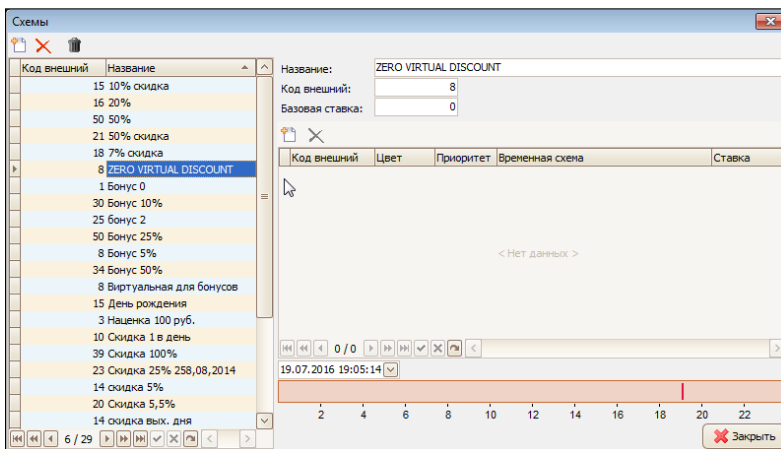 Схемы
Код внешний Название
15 10% скидка
16 20%
50 50%
21 50% скидка
18 7% скидка
8 ZERO VIRTUAL DISCOUNT
1 Бонус 0
30 Бонус 10%
25 бонус 2
50 Бонус 25%
8 Бонус 5%
34 Бонус 50%
8 Виртуальная для бонусов
15 День рождения
3 Наценка 100 руб.
10 Скидка 1 в день
39 Скидка 100%
23 Скидка 25% 258,08,2014
14 скидка 5%
20 Скидка 5,5%
14 скидка вых. дня
6 / 29
Название: ZERO VIRTUAL DISCOUNT
Код внешний: 8
Базовая ставка: 0
Код внешний Цвет Приоритет Временная схема Ставка
< Нет данных >
0 / 0
19.07.2016 19:05:14
2 4 6 8 10 12 14 16 18 20 22
Закрыть